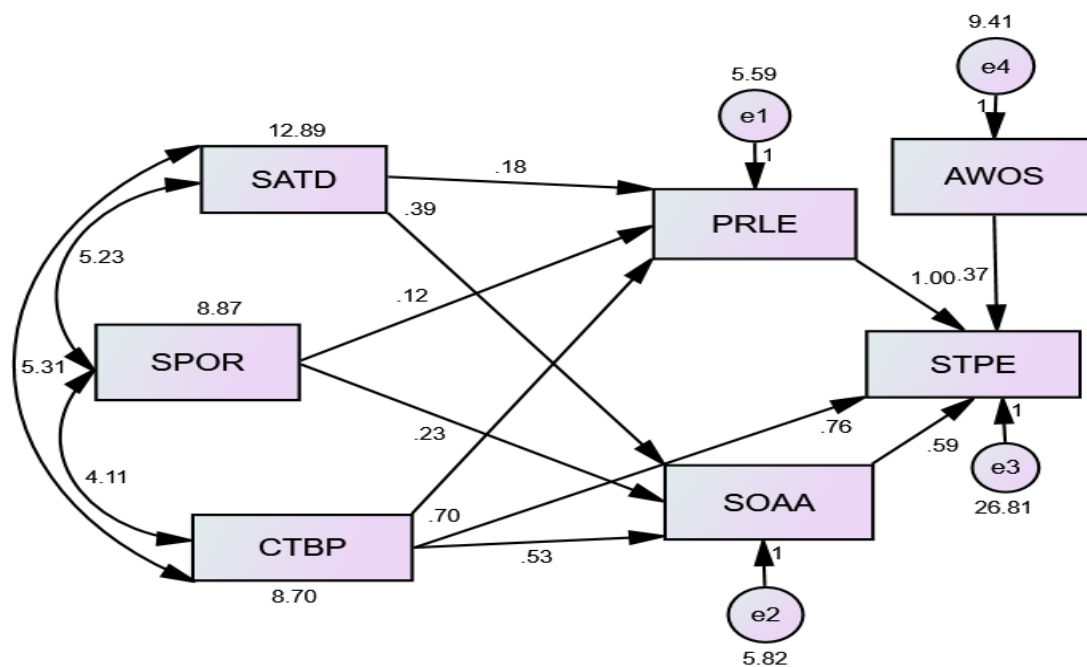 9.41
e4
1
AWOS
5.59
e1
1
12.89
SATD
.18
.39
PRLE
5.23
.12
1.00
.37
8.87
SPOR
5.31
STPE
.23
.76
.59
1
e3
26.81
4.11
.70
SOAA
CTBP
.53
8.70
1
e2
5.82